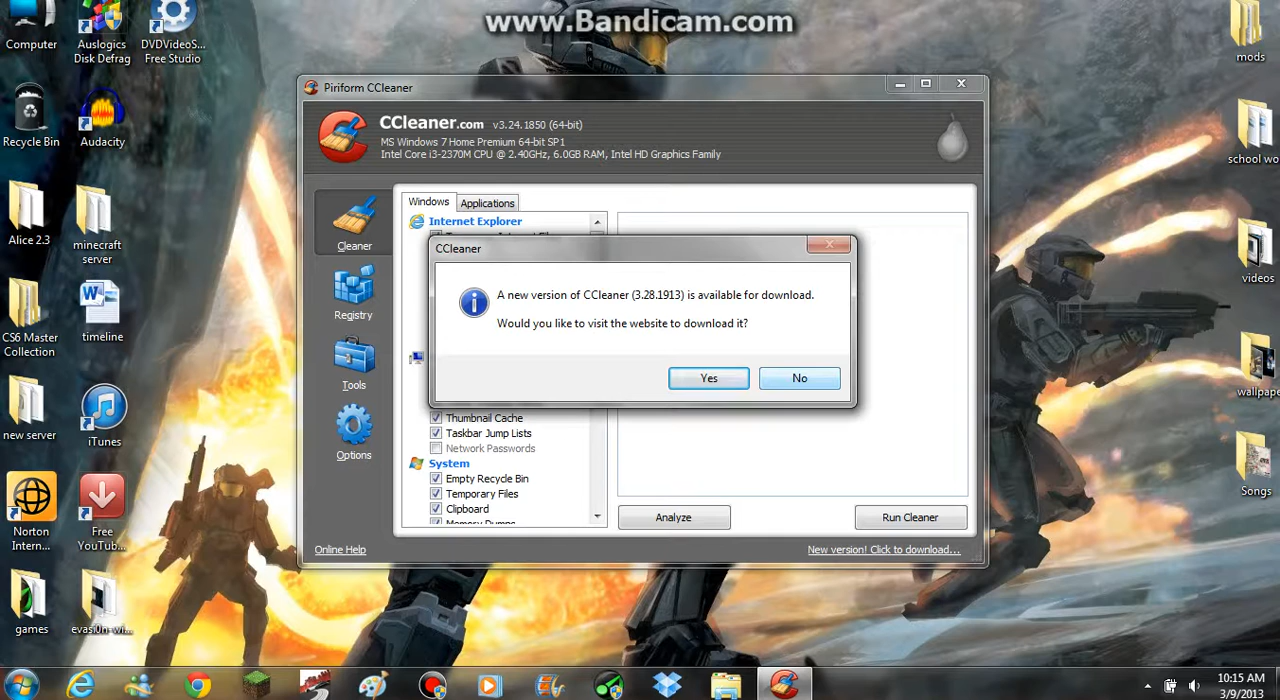 www.Bandicam.com
Computer
Auslogics
Disk Defrag
DVDVideoS...
Free Studio
mods
Recycle Bin
Audacity
school wo
Alice 2.3
minecraft
server
videos
CS6 Master
Collection
timeline
wallpape
new server
iTunes
Songs
Norton
Intern...
Free
YouTub...
games
evasi0n-wi...
Piriform CCleaner
CCleaner.com v3.24.1850 (64-bit)
MS Windows 7 Home Premium 64-bit SP1
Intel Core i3-2370M CPU @ 2.40GHz, 6.0GB RAM, Intel HD Graphics Family
Cleaner
Registry
Tools
Options
Windows
Applications
Internet Explorer
CCleaner
A new version of CCleaner (3.28.1913) is available for download.
Would you like to visit the website to download it?
Yes
No
Thumbnail Cache
Taskbar Jump Lists
Network Passwords
System
Empty Recycle Bin
Temporary Files
Clipboard
Memory Dumps
Analyze
Run Cleaner
Online Help
New version! Click to download...
10:15 AM
3/9/2013